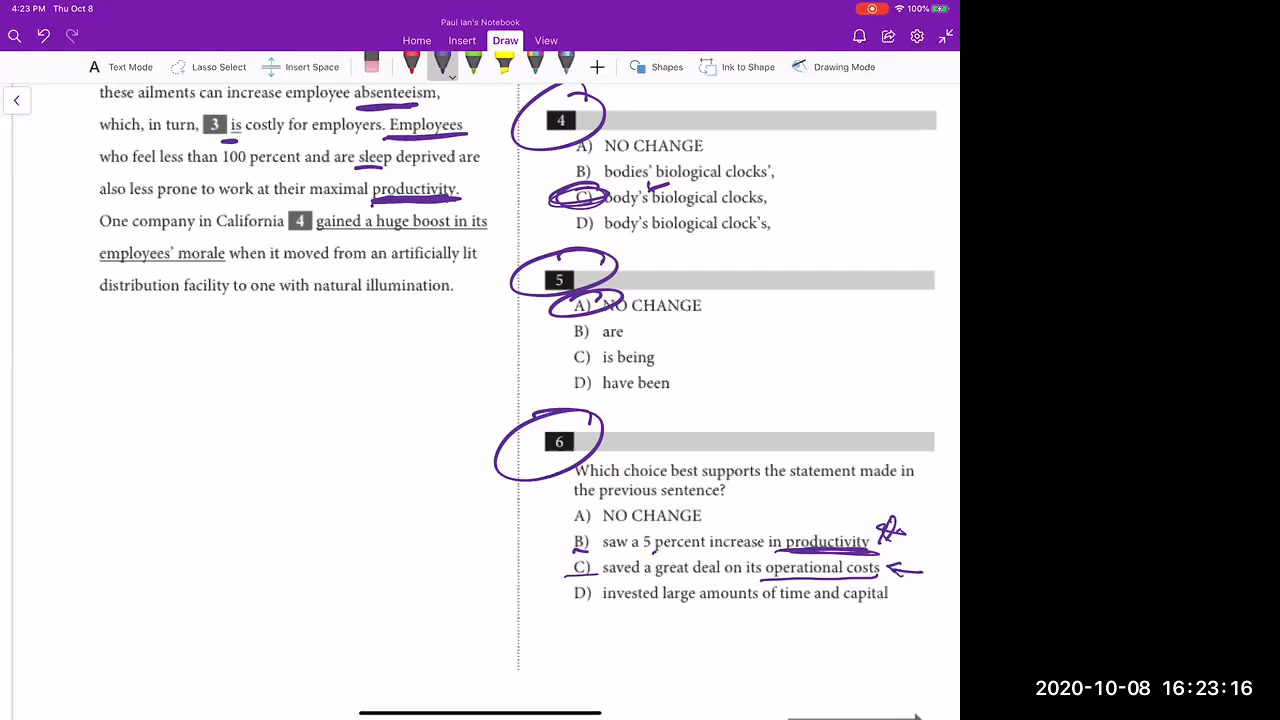 4:23 PM Thu Oct 8
100%
Paul Ian's Notebook
Home Insert Draw View
Text Mode Lasso Select Insert Space Shapes Ink to Shape Drawing Mode
these ailments can increase employee absenteeism,
which, in turn, 3 is costly for employers. Employees
who feel less than 100 percent and are sleep deprived are
also less prone to work at their maximal productivity.
One company in California 4 gained a huge boost in its
employees' morale when it moved from an artificially lit
distribution facility to one with natural illumination.
4
A) NO CHANGE
B) bodies' biological clocks',
C) body's biological clocks,
D) body's biological clock's,
5
A) NO CHANGE
B) are
C) is being
D) have been
6
Which choice best supports the statement made in
the previous sentence?
A) NO CHANGE
B) saw a 5 percent increase in productivity
C) saved a great deal on its operational costs
D) invested large amounts of time and capital
2020-10-08 16:23:16